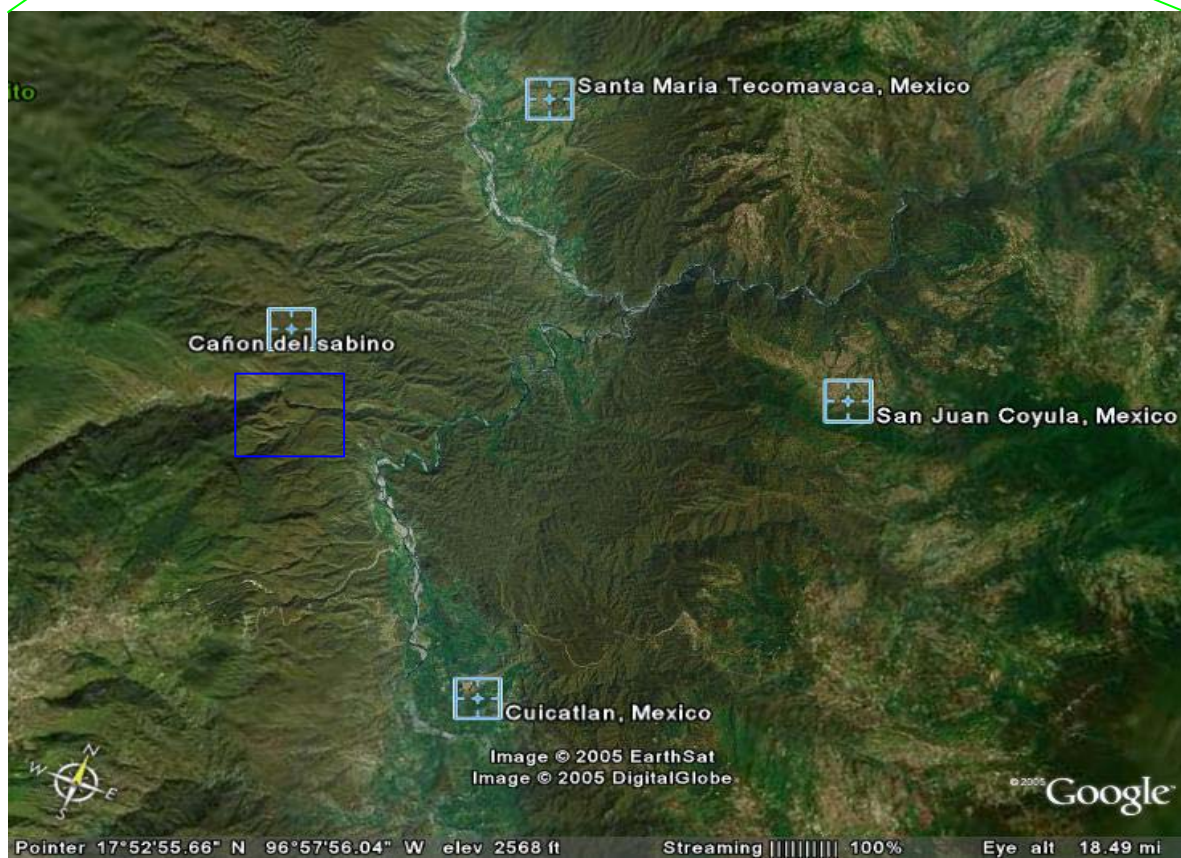 ito
Santa Maria Tecomavaca, Mexico
Cañon del sabino
San Juan Coyula, Mexico
Cuicatlan, Mexico
Image © 2005 EarthSat
Image © 2005 DigitalGlobe
N
W
E
S
©2005 Google
Pointer 17°52'55.66" N 96°57'56.04" W elev 2568 ft Streaming |||||||||| 100% Eye alt 18.49 mi